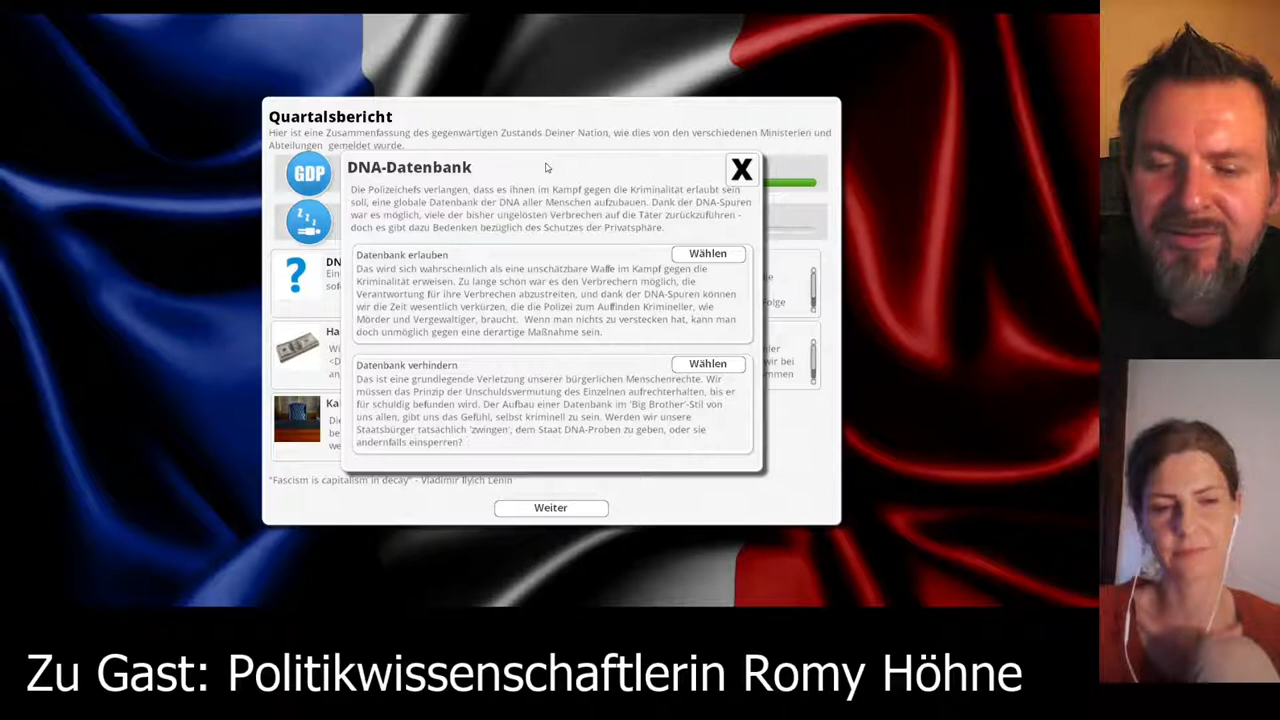 Quartalsbericht
Hier ist eine Zusammenfassung des gegenwärtigen Zustands Deiner Nation, wie dies von den verschiedenen Ministerien und
Abteilungen gemeldet wurde.
GDP
DNA-Datenbank
X
Die Polizeichefs verlangen, dass es ihnen im Kampf gegen die Kriminalität erlaubt sein
soll, eine globale Datenbank der DNA aller Menschen aufzubauen. Dank der DNA-Spuren
war es möglich, viele der bisher ungelösten Verbrechen auf die Täter zurückzuführen -
doch es gibt dazu Bedenken bezüglich des Schutzes der Privatsphäre.
Datenbank erlauben
Wählen
Das wird sich wahrscheinlich als eine unschätzbare Waffe im Kampf gegen die
Kriminalität erweisen. Zu lange schon war es den Verbrechern möglich, die
Verantwortung für ihre Verbrechen abzustreiten, und dank der DNA-Spuren können
wir die Zeit wesentlich verkürzen, die die Polizei zum Auffinden Krimineller, wie
Mörder und Vergewaltiger, braucht. Wenn man nichts zu verstecken hat, kann man
doch unmöglich gegen eine derartige Maßnahme sein.
Datenbank verhindern
Wählen
Das ist eine grundlegende Verletzung unserer bürgerlichen Menschenrechte. Wir
müssen das Prinzip der Unschuldsvermutung des Einzelnen aufrechterhalten, bis er
für schuldig befunden wird. Der Aufbau einer Datenbank im 'Big Brother'-Stil von
uns allen, gibt uns das Gefühl, selbst kriminell zu sein. Werden wir unsere
Staatsbürger tatsächlich 'zwingen', dem Staat DNA-Proben zu geben, oder sie
andernfalls einsperren?
"Fascism is capitalism in decay" - Vladimir Ilyich Lenin
Weiter
Zu Gast: Politikwissenschaftlerin Romy Höhne